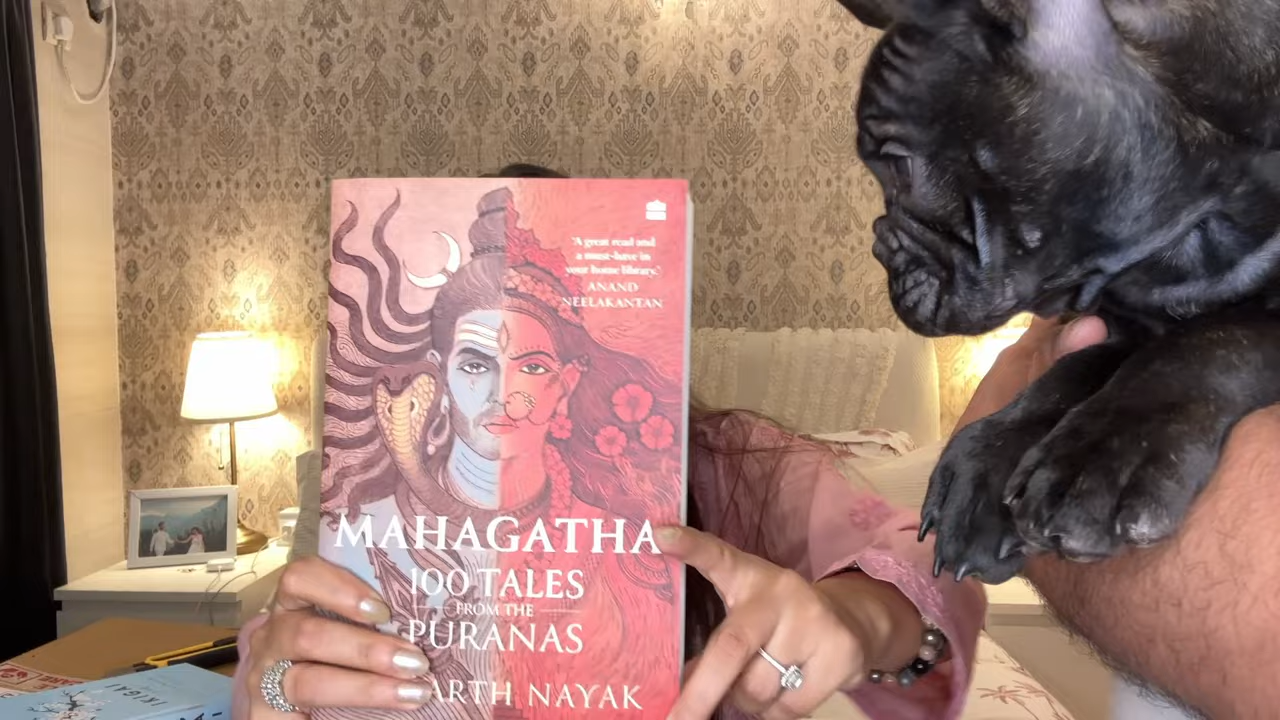 'A great read and
a must-have in
your home library.'
ANAND
NEELAKANTAN
MAHAGATHA
100 TALES
FROM THE
PURANAS
ARTH NAYAK
IKIGAI